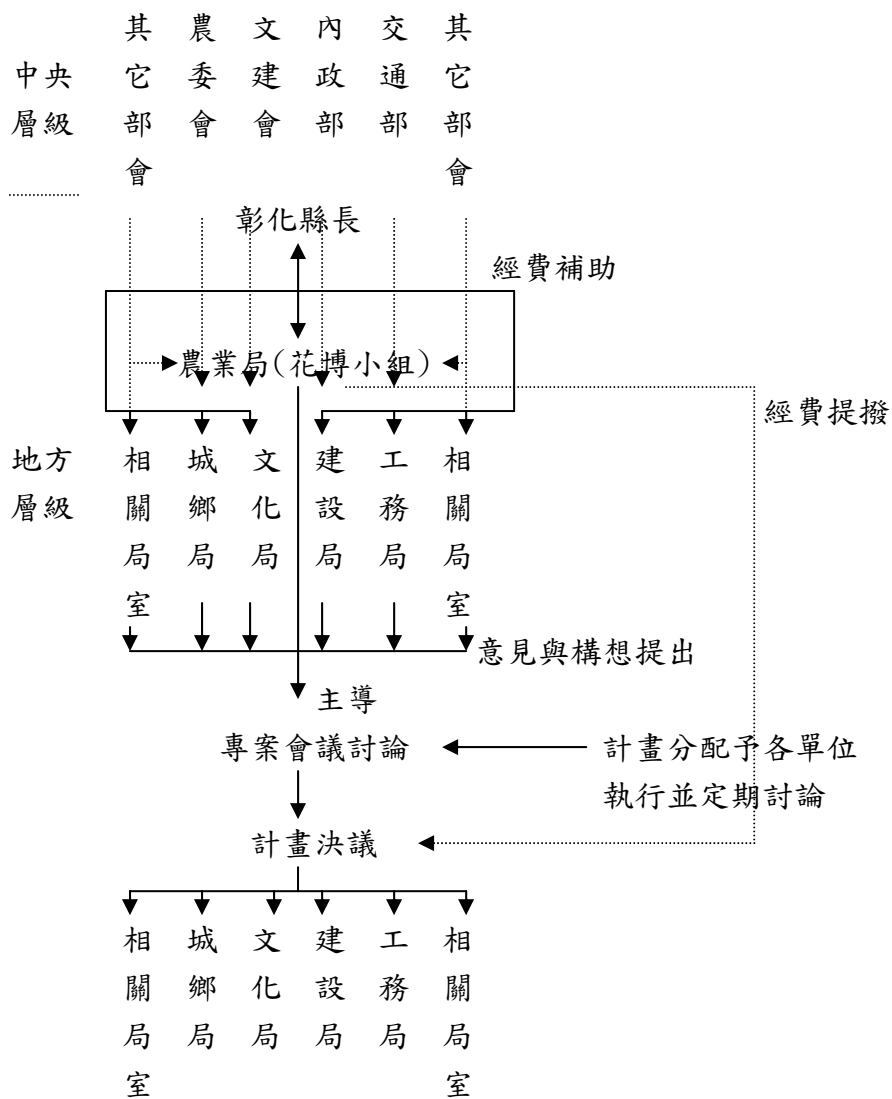 中央
層級
其它部會
農委會
文建會
內政部
交通部
其它部會
彰化縣長
經費補助
農業局(花博小組)
經費提撥
地方
層級
相關局室
城鄉局
文化局
建設局
工務局
相關局室
意見與構想提出
主導
專案會議討論
計畫分配予各單位
執行並定期討論
計畫決議
相關局室
城鄉局
文化局
建設局
工務局
相關局室